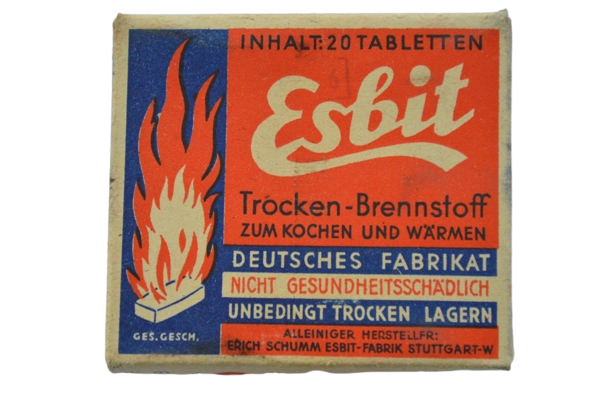 INHALT: 20 TABLETTEN
6
Esbit
Trocken-Brennstoff
ZUM KOCHEN UND WÄRMEN
DEUTSCHES FABRIKAT
NICHT GESUNDHEITSSCHÄDLICH
UNBEDINGT TROCKEN LAGERN
GES. GESCH.
ALLEINIGER HERSTELLER:
ERICH SCHUMM ESBIT-FABRIK STUTTGART-W